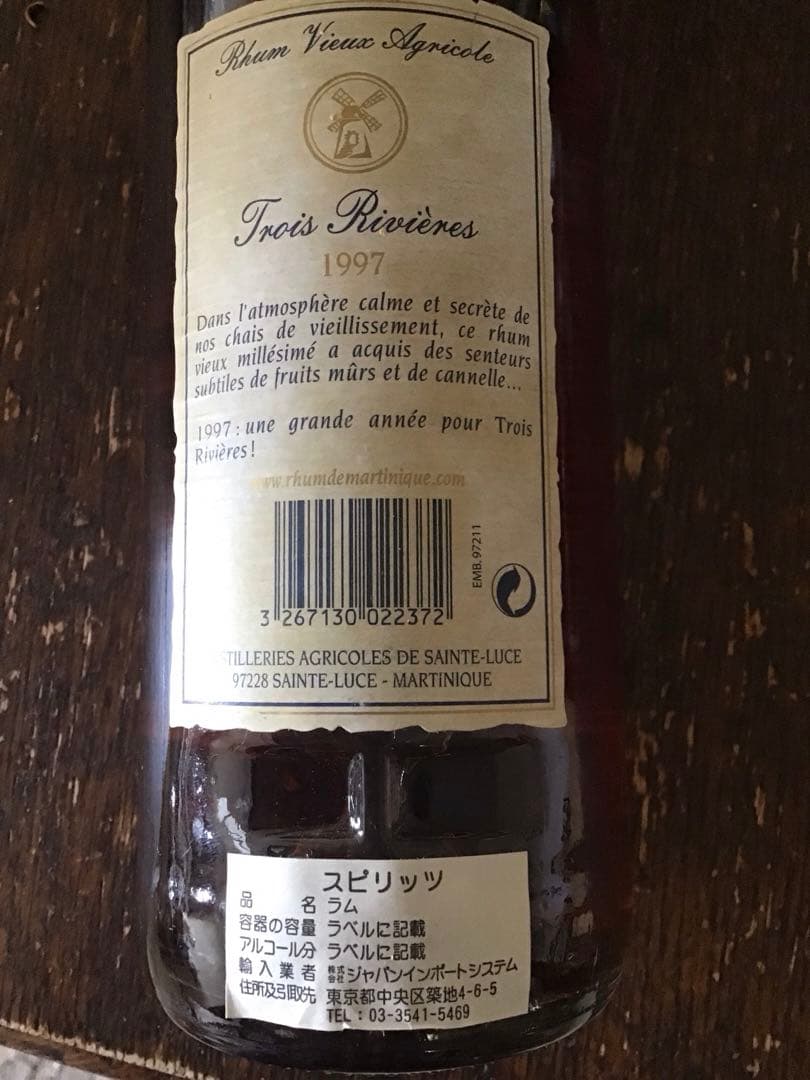 Rhum Vieux Agricole
Trois Rivières
1997
Dans l'atmosphère calme et secrète de
nos chais de vieillissement, ce rhum
vieux millésimé a acquis des senteurs
subtiles de fruits mûrs et de cannelle...
1997 : une grande année pour Trois
Rivières !
www.rhumdemartinique.com
EMB. 97211
3 267130 022372
TILLERIES AGRICOLES DE SAINTE-LUCE
97228 SAINTE-LUCE - MARTINIQUE
スピリッツ
品名 ラム
容器の容量 ラベルに記載
アルコール分 ラベルに記載
輸入業者 株式会社ジャパンインポートシステム
住所及引取先 東京都中央区築地4-6-5
TEL : 03-3541-5469